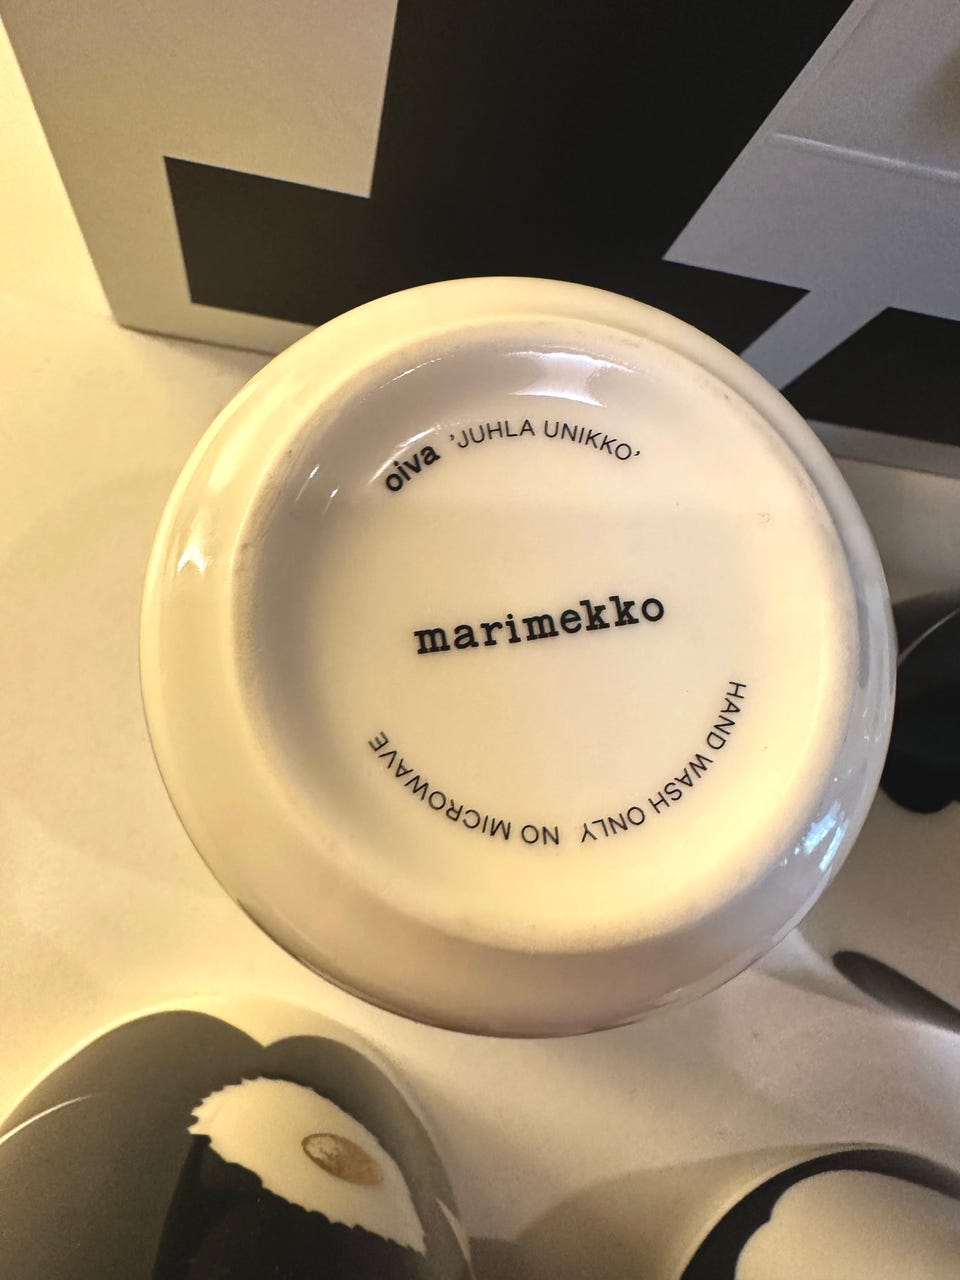 oiva 'JUHLA UNIKKO'
marimekko
HAND WASH ONLY NO MICROWAVE